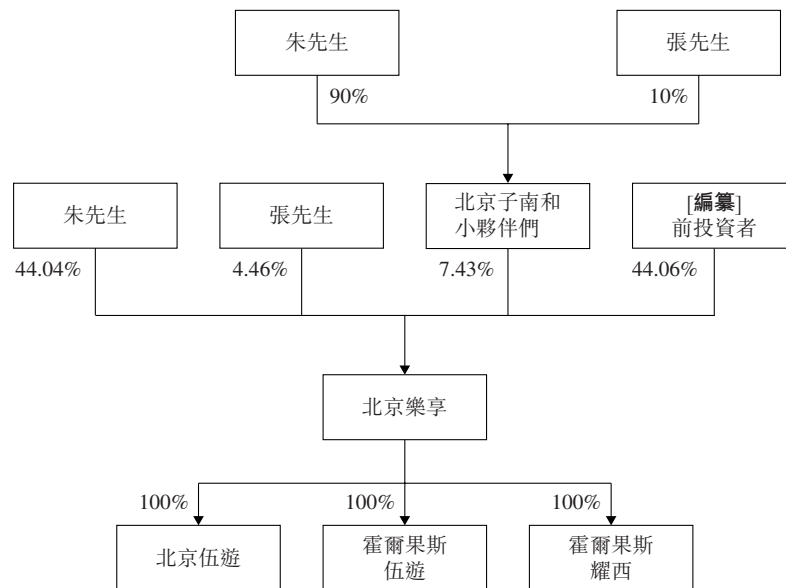 朱先生
張先生
90%
10%
朱先生
張先生
北京子南和
小夥伴們
[編纂]
前投資者
44.04%
4.46%
7.43%
44.06%
北京樂享
100%
100%
100%
北京伍遊
霍爾果斯
伍遊
霍爾果斯
耀西